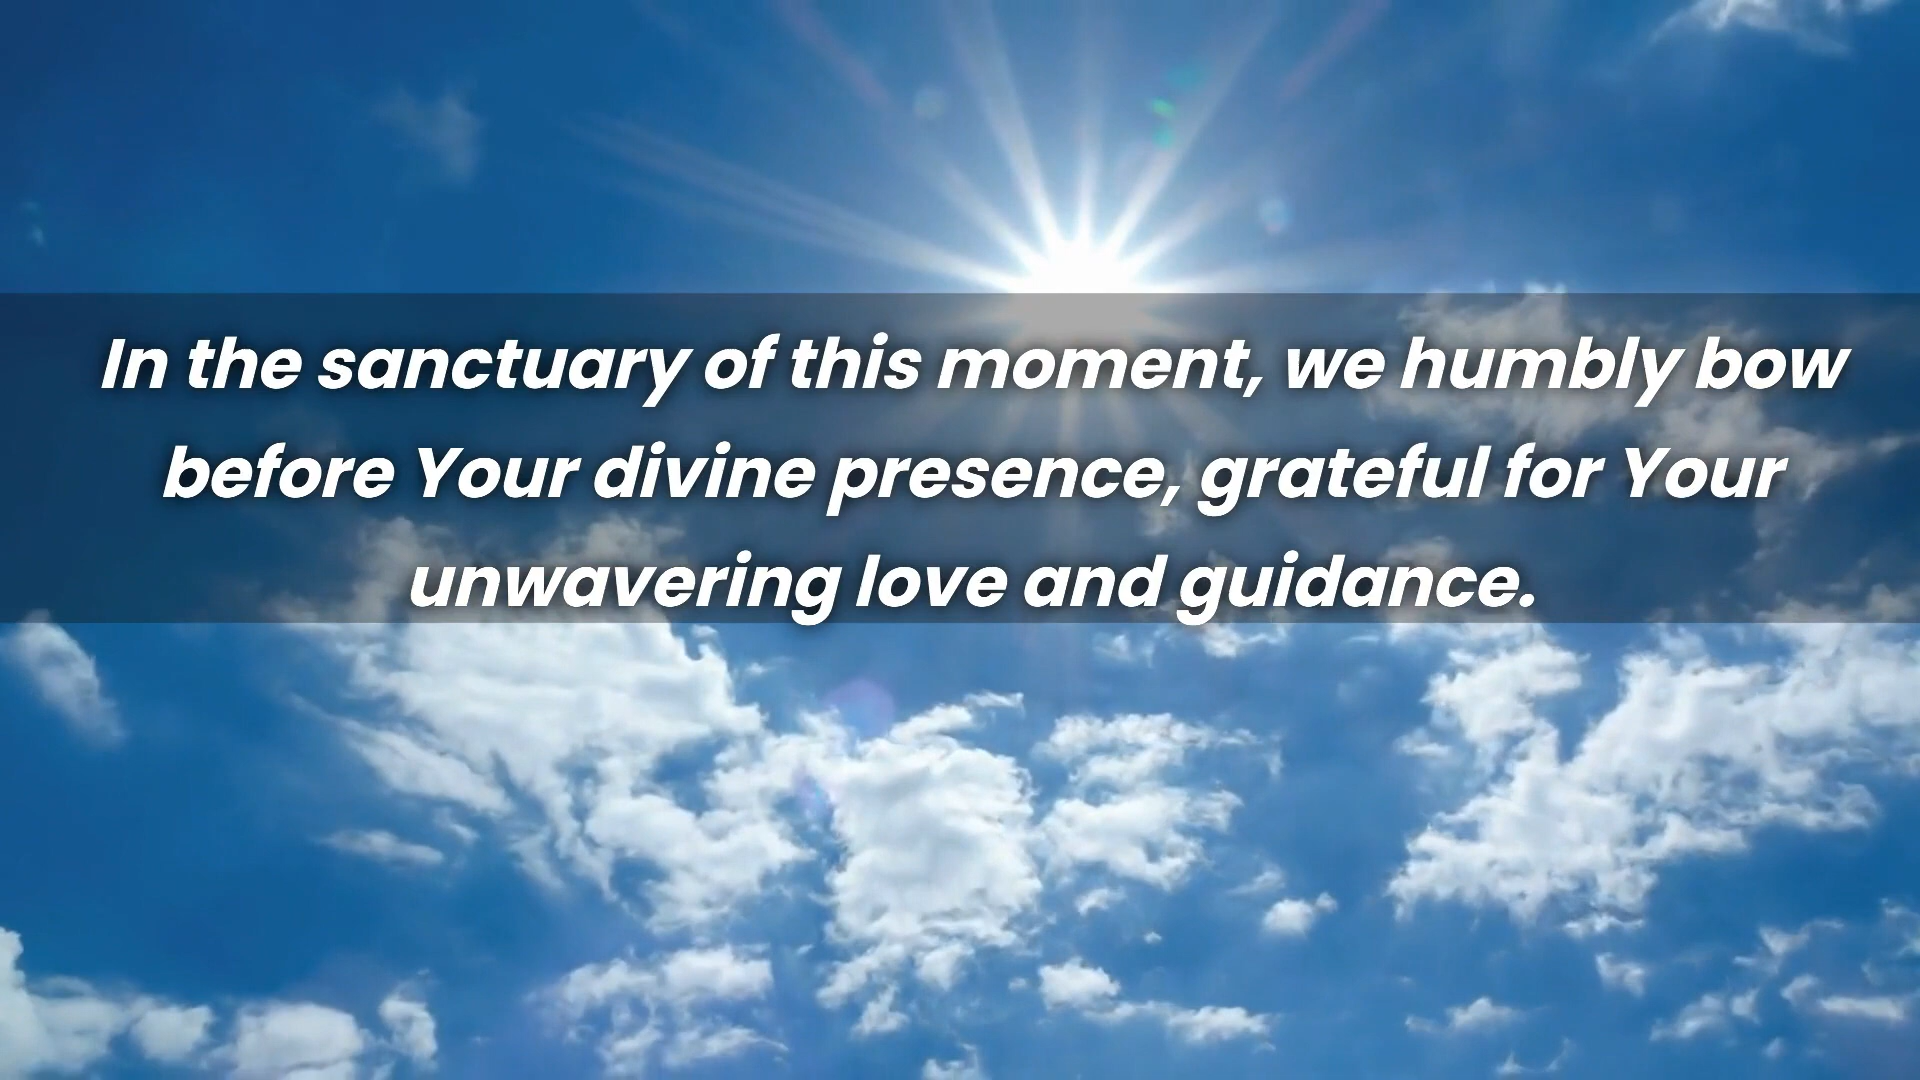 In the sanctuary of this moment, we humbly bow
before Your divine presence, grateful for Your
unwavering love and guidance.